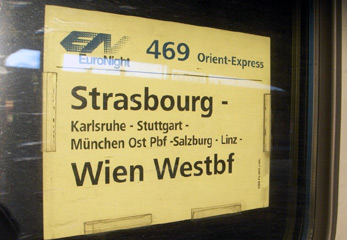 EN 469 Orient-Express
EuroNight
Strasbourg -
Karlsruhe - Stuttgart -
München Ost Pbf -Salzburg - Linz -
Wien Westbf